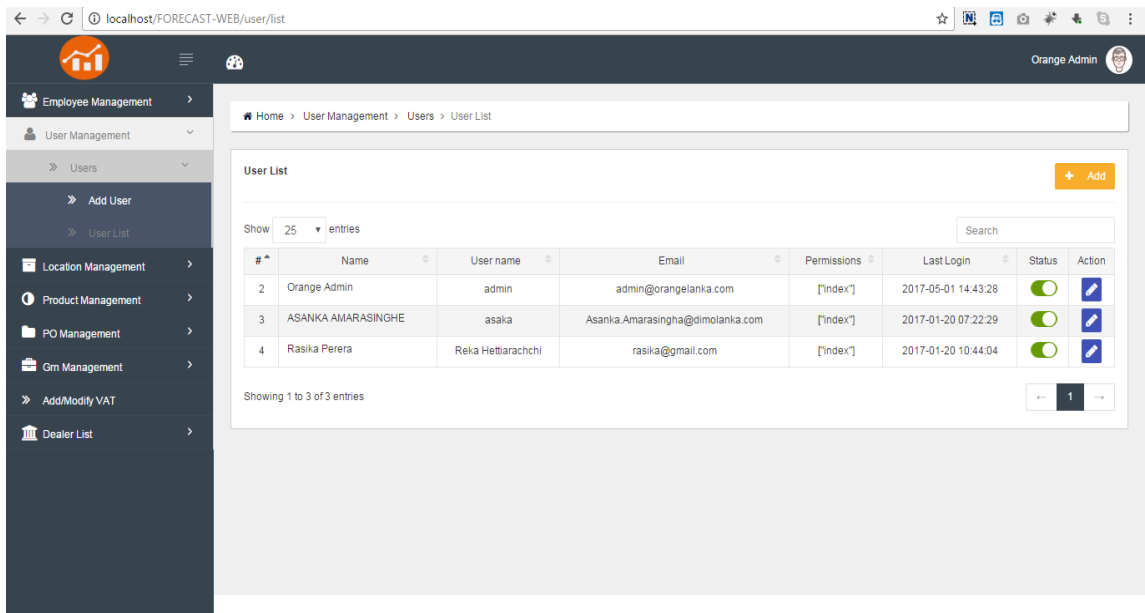 localhost/FORECAST-WEB/user/list
Orange Admin
Employee Management
User Management
Users
Add User
User List
Location Management
Product Management
PO Management
Grn Management
Add/Modify VAT
Dealer List
Home > User Management > Users > User List
User List
+ Add
Show 25 entries
Search
# Name User name Email Permissions Last Login Status Action
2 Orange Admin admin admin@orangelanka.com ["index"] 2017-05-01 14:43:28
3 ASANKA AMARASINGHE asaka Asanka.Amarasingha@dimolanka.com ["index"] 2017-01-20 07:22:29
4 Rasika Perera Reka Hettiarachchi rasika@gmail.com ["index"] 2017-01-20 10:44:04
Showing 1 to 3 of 3 entries
← 1 →